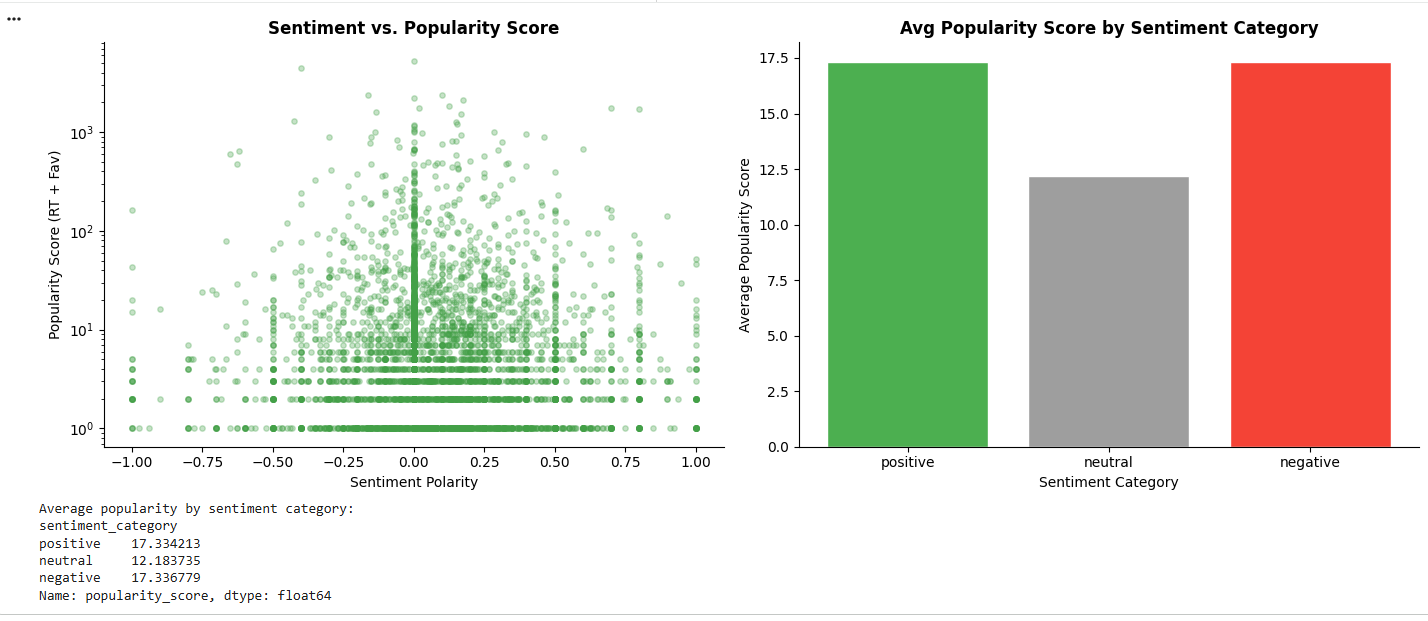 •••
Sentiment vs. Popularity Score
Popularity Score (RT + Fav)
10³
10²
10¹
10⁰
−1.00 −0.75 −0.50 −0.25 0.00 0.25 0.50 0.75 1.00
Sentiment Polarity
Avg Popularity Score by Sentiment Category
Average Popularity Score
17.5
15.0
12.5
10.0
7.5
5.0
2.5
0.0
positive neutral negative
Sentiment Category
Average popularity by sentiment category:
sentiment_category
positive 17.334213
neutral 12.183735
negative 17.336779
Name: popularity_score, dtype: float64